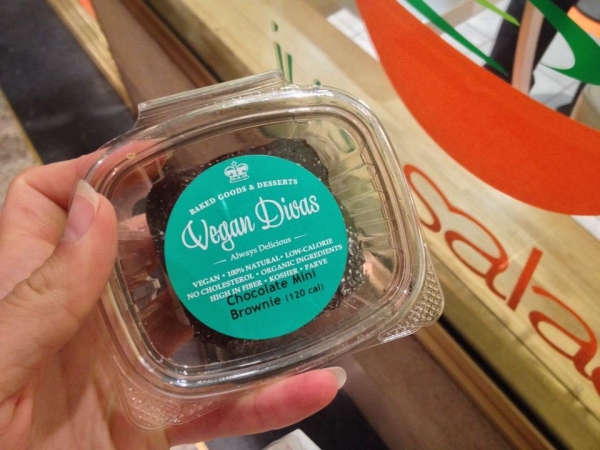 BAKED GOODS & DESSERTS
Vegan Divas
Always Delicious
VEGAN • 100% NATURAL • LOW-CALORIE
NO CHOLESTEROL • ORGANIC INGREDIENTS
HIGH IN FIBER • KOSHER • PARVE
Chocolate Mini
Brownie (120 cal)